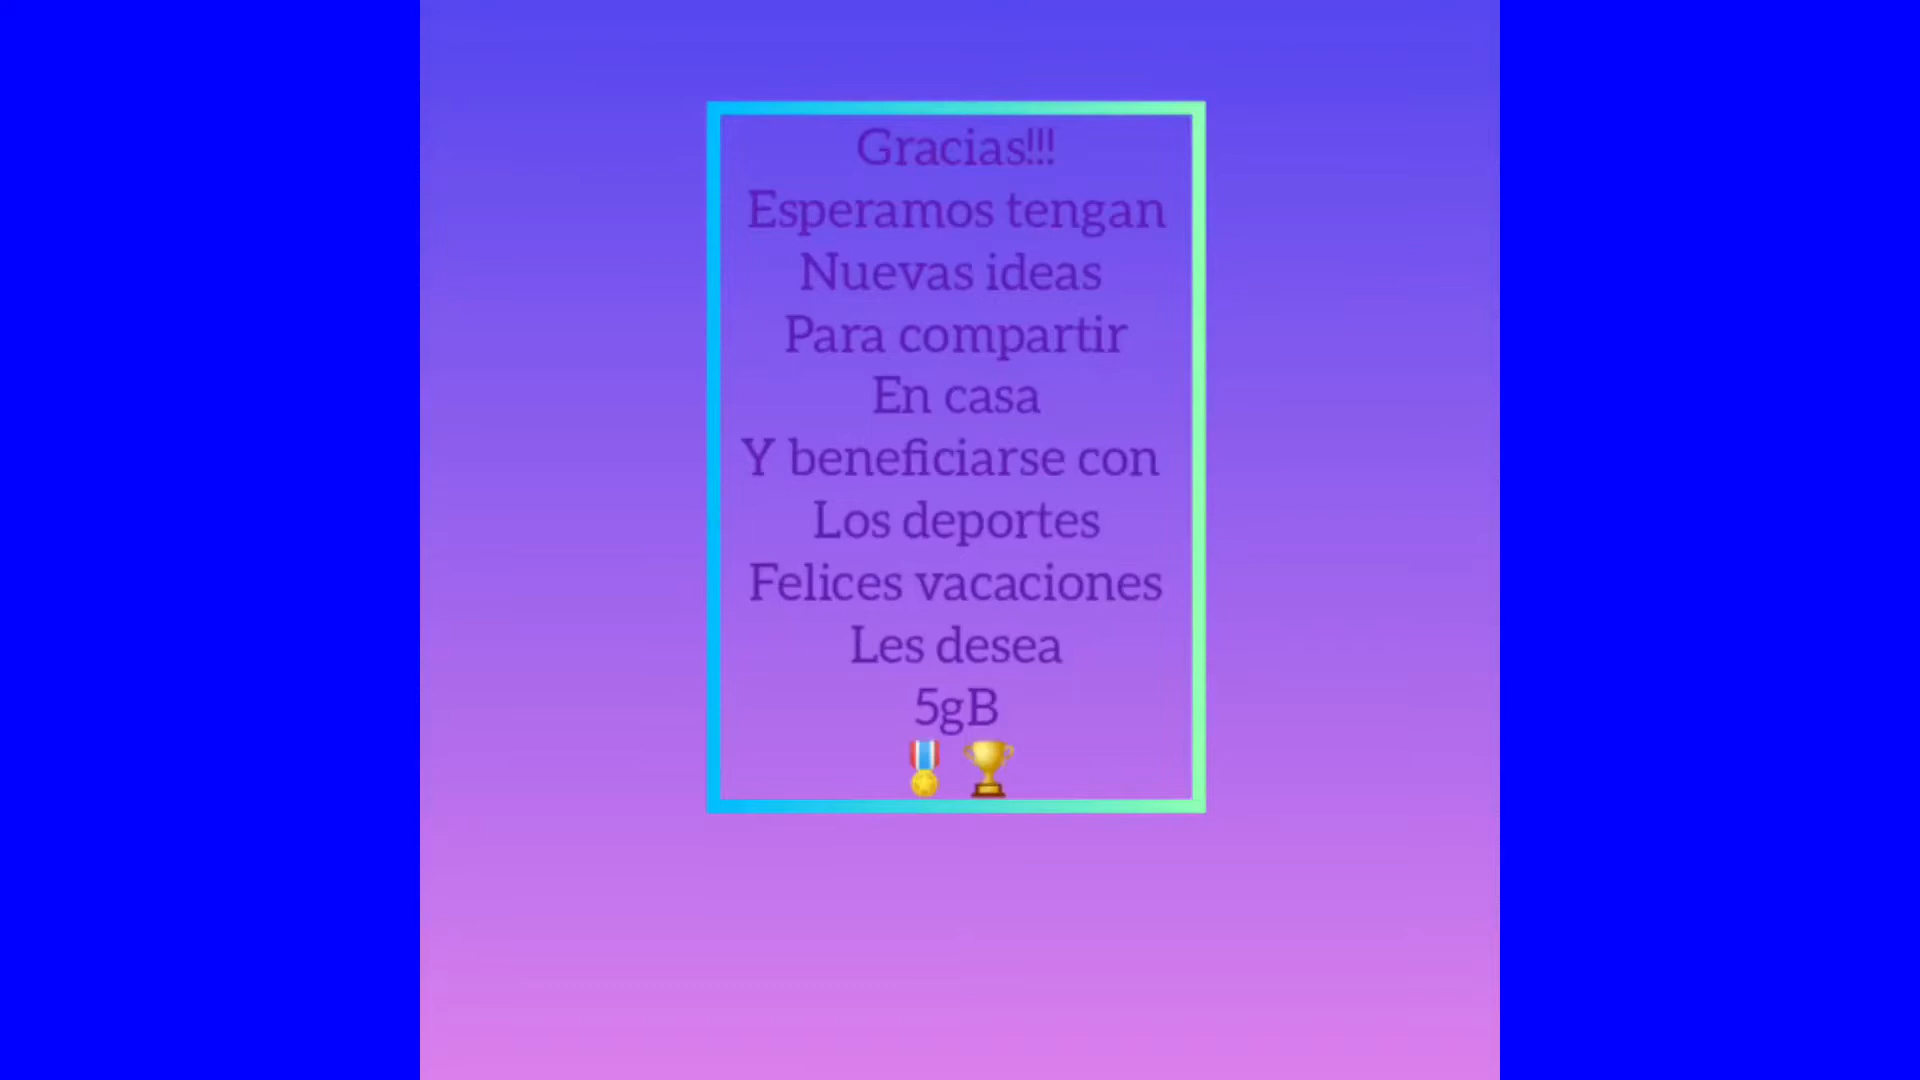 Gracias!!!
Esperamos tengan
Nuevas ideas
Para compartir
En casa
Y beneficiarse con
Los deportes
Felices vacaciones
Les desea
5gB
🎖🏆